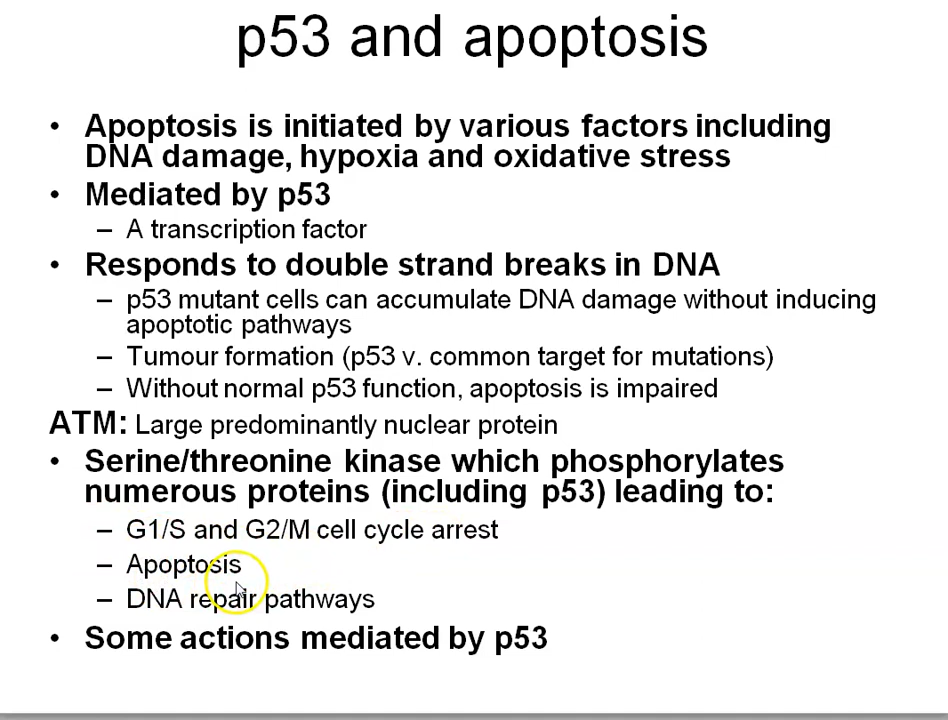 p53 and apoptosis
• Apoptosis is initiated by various factors including
DNA damage, hypoxia and oxidative stress
• Mediated by p53
– A transcription factor
• Responds to double strand breaks in DNA
– p53 mutant cells can accumulate DNA damage without inducing
apoptotic pathways
– Tumour formation (p53 v. common target for mutations)
– Without normal p53 function, apoptosis is impaired
ATM: Large predominantly nuclear protein
• Serine/threonine kinase which phosphorylates
numerous proteins (including p53) leading to:
– G1/S and G2/M cell cycle arrest
– Apoptosis
– DNA repair pathways
• Some actions mediated by p53